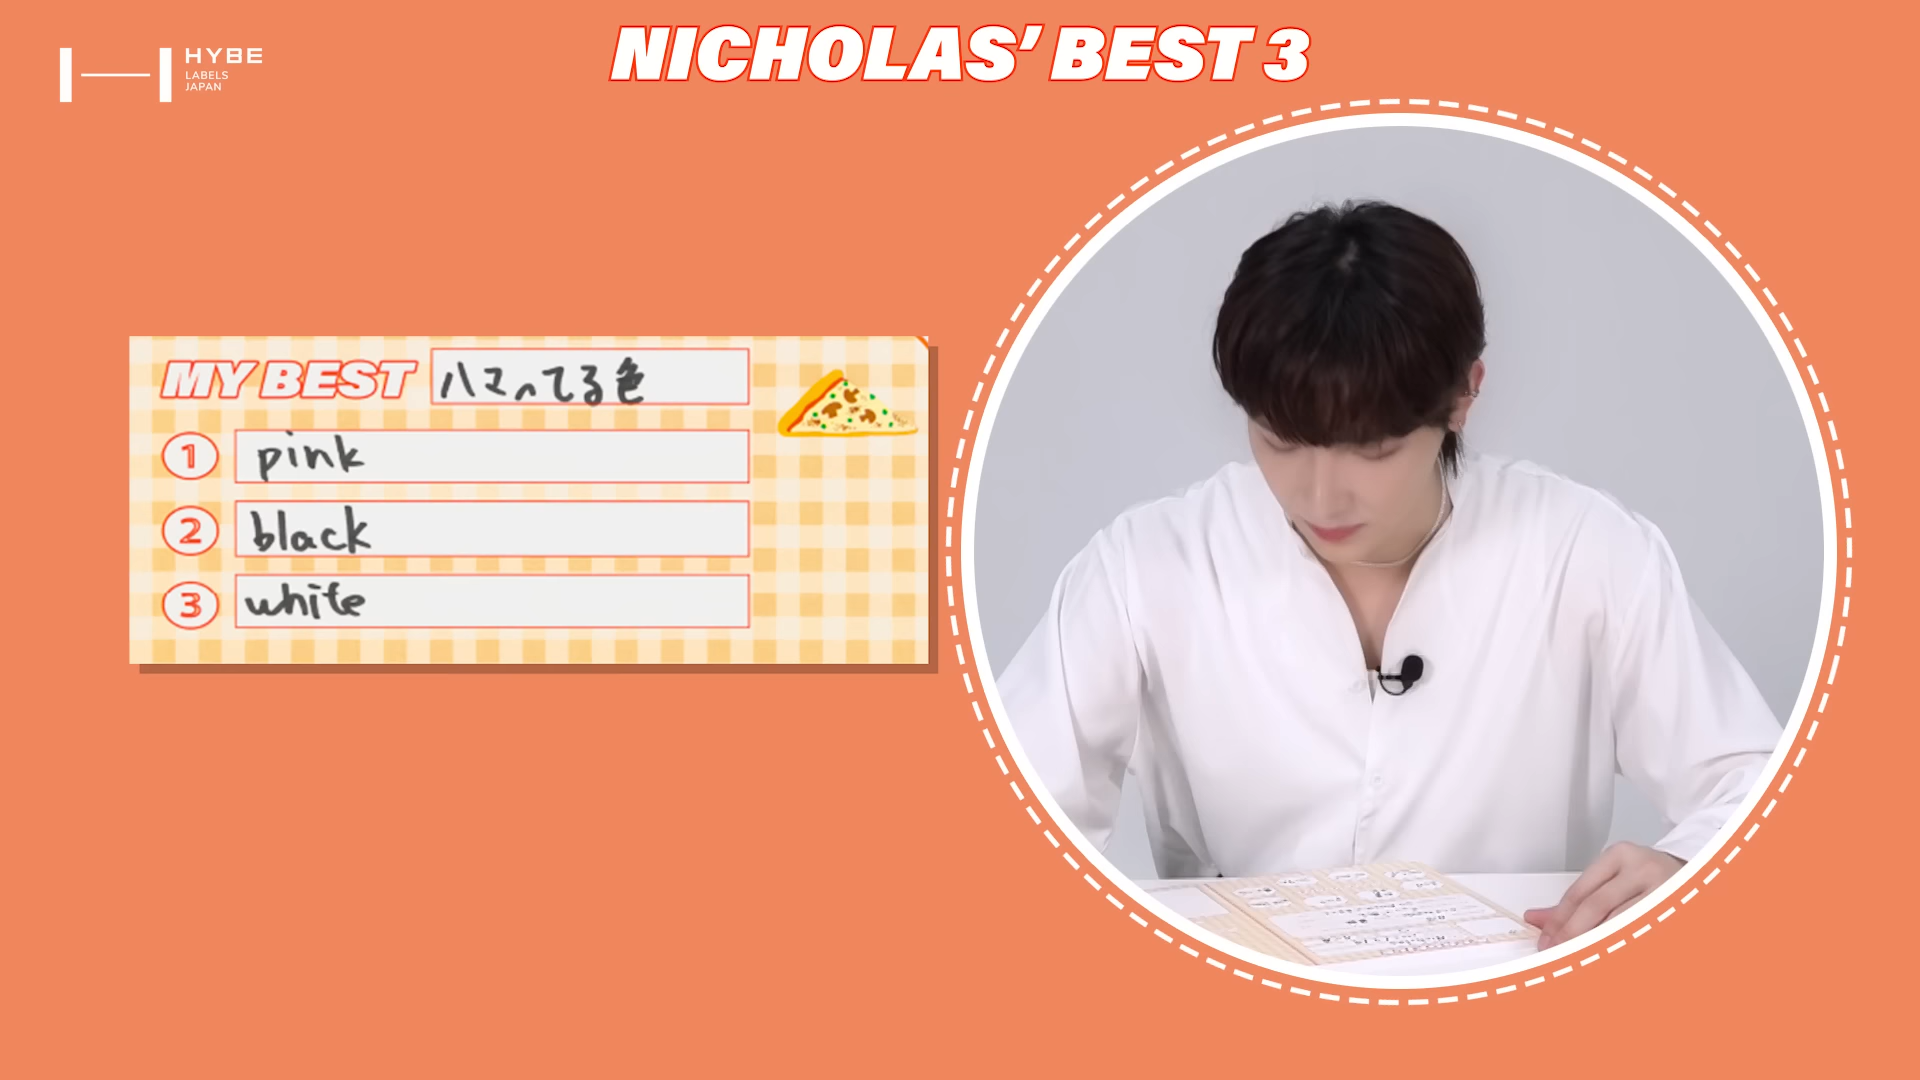 HYBE
LABELS
JAPAN
NICHOLAS’ BEST 3
MY BEST ハマってる色
1 pink
2 black
3 white